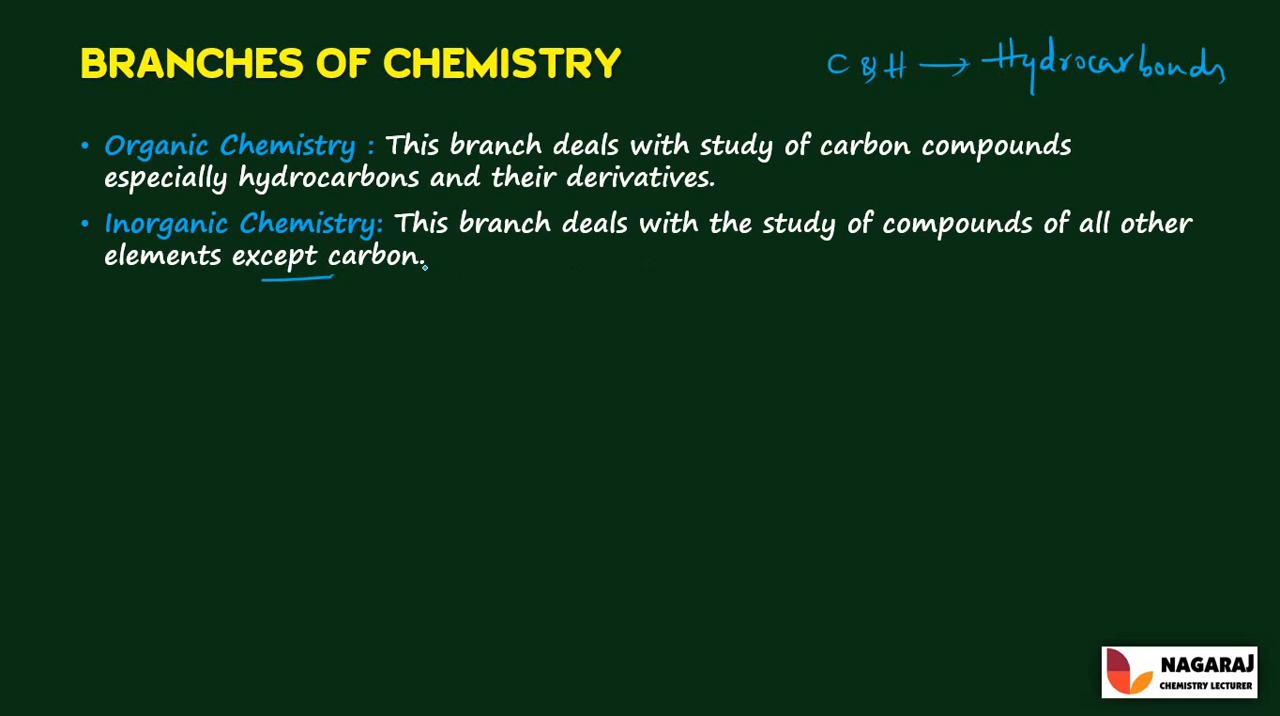 BRANCHES OF CHEMISTRY
C & H → Hydrocarbonds
• Organic Chemistry : This branch deals with study of carbon compounds
especially hydrocarbons and their derivatives.
• Inorganic Chemistry: This branch deals with the study of compounds of all other
elements except carbon.
NAGARAJ
CHEMISTRY LECTURER